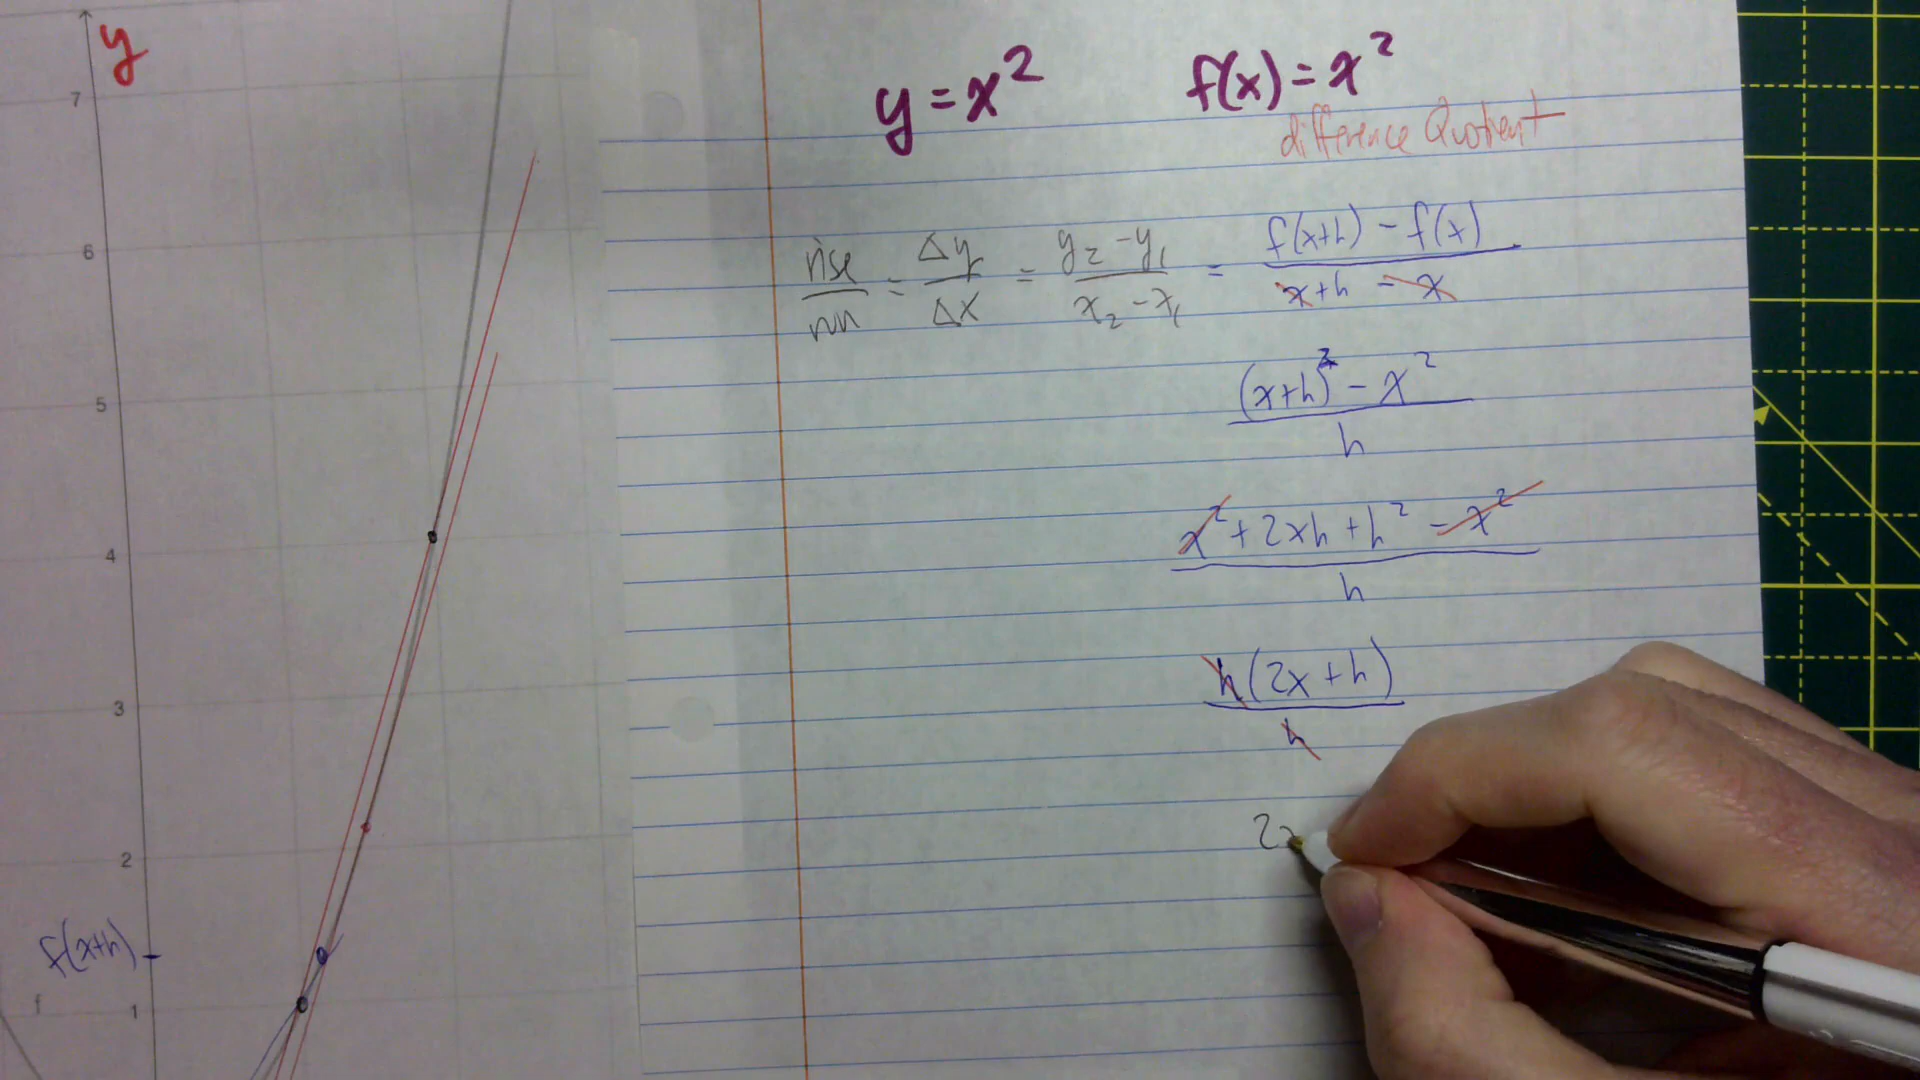 y
7
6
5
4
3
2
f(x+h)
f
1
y = x²
f(x) = x²
difference Quotient
rise/run = Δy/Δx = y₂ - y₁/x₂ - x₁ = f(x+h) - f(x)/x+h - x
(x+h)² - x²/h
x² + 2xh + h² - x²/h
h(2x+h)/h
2x